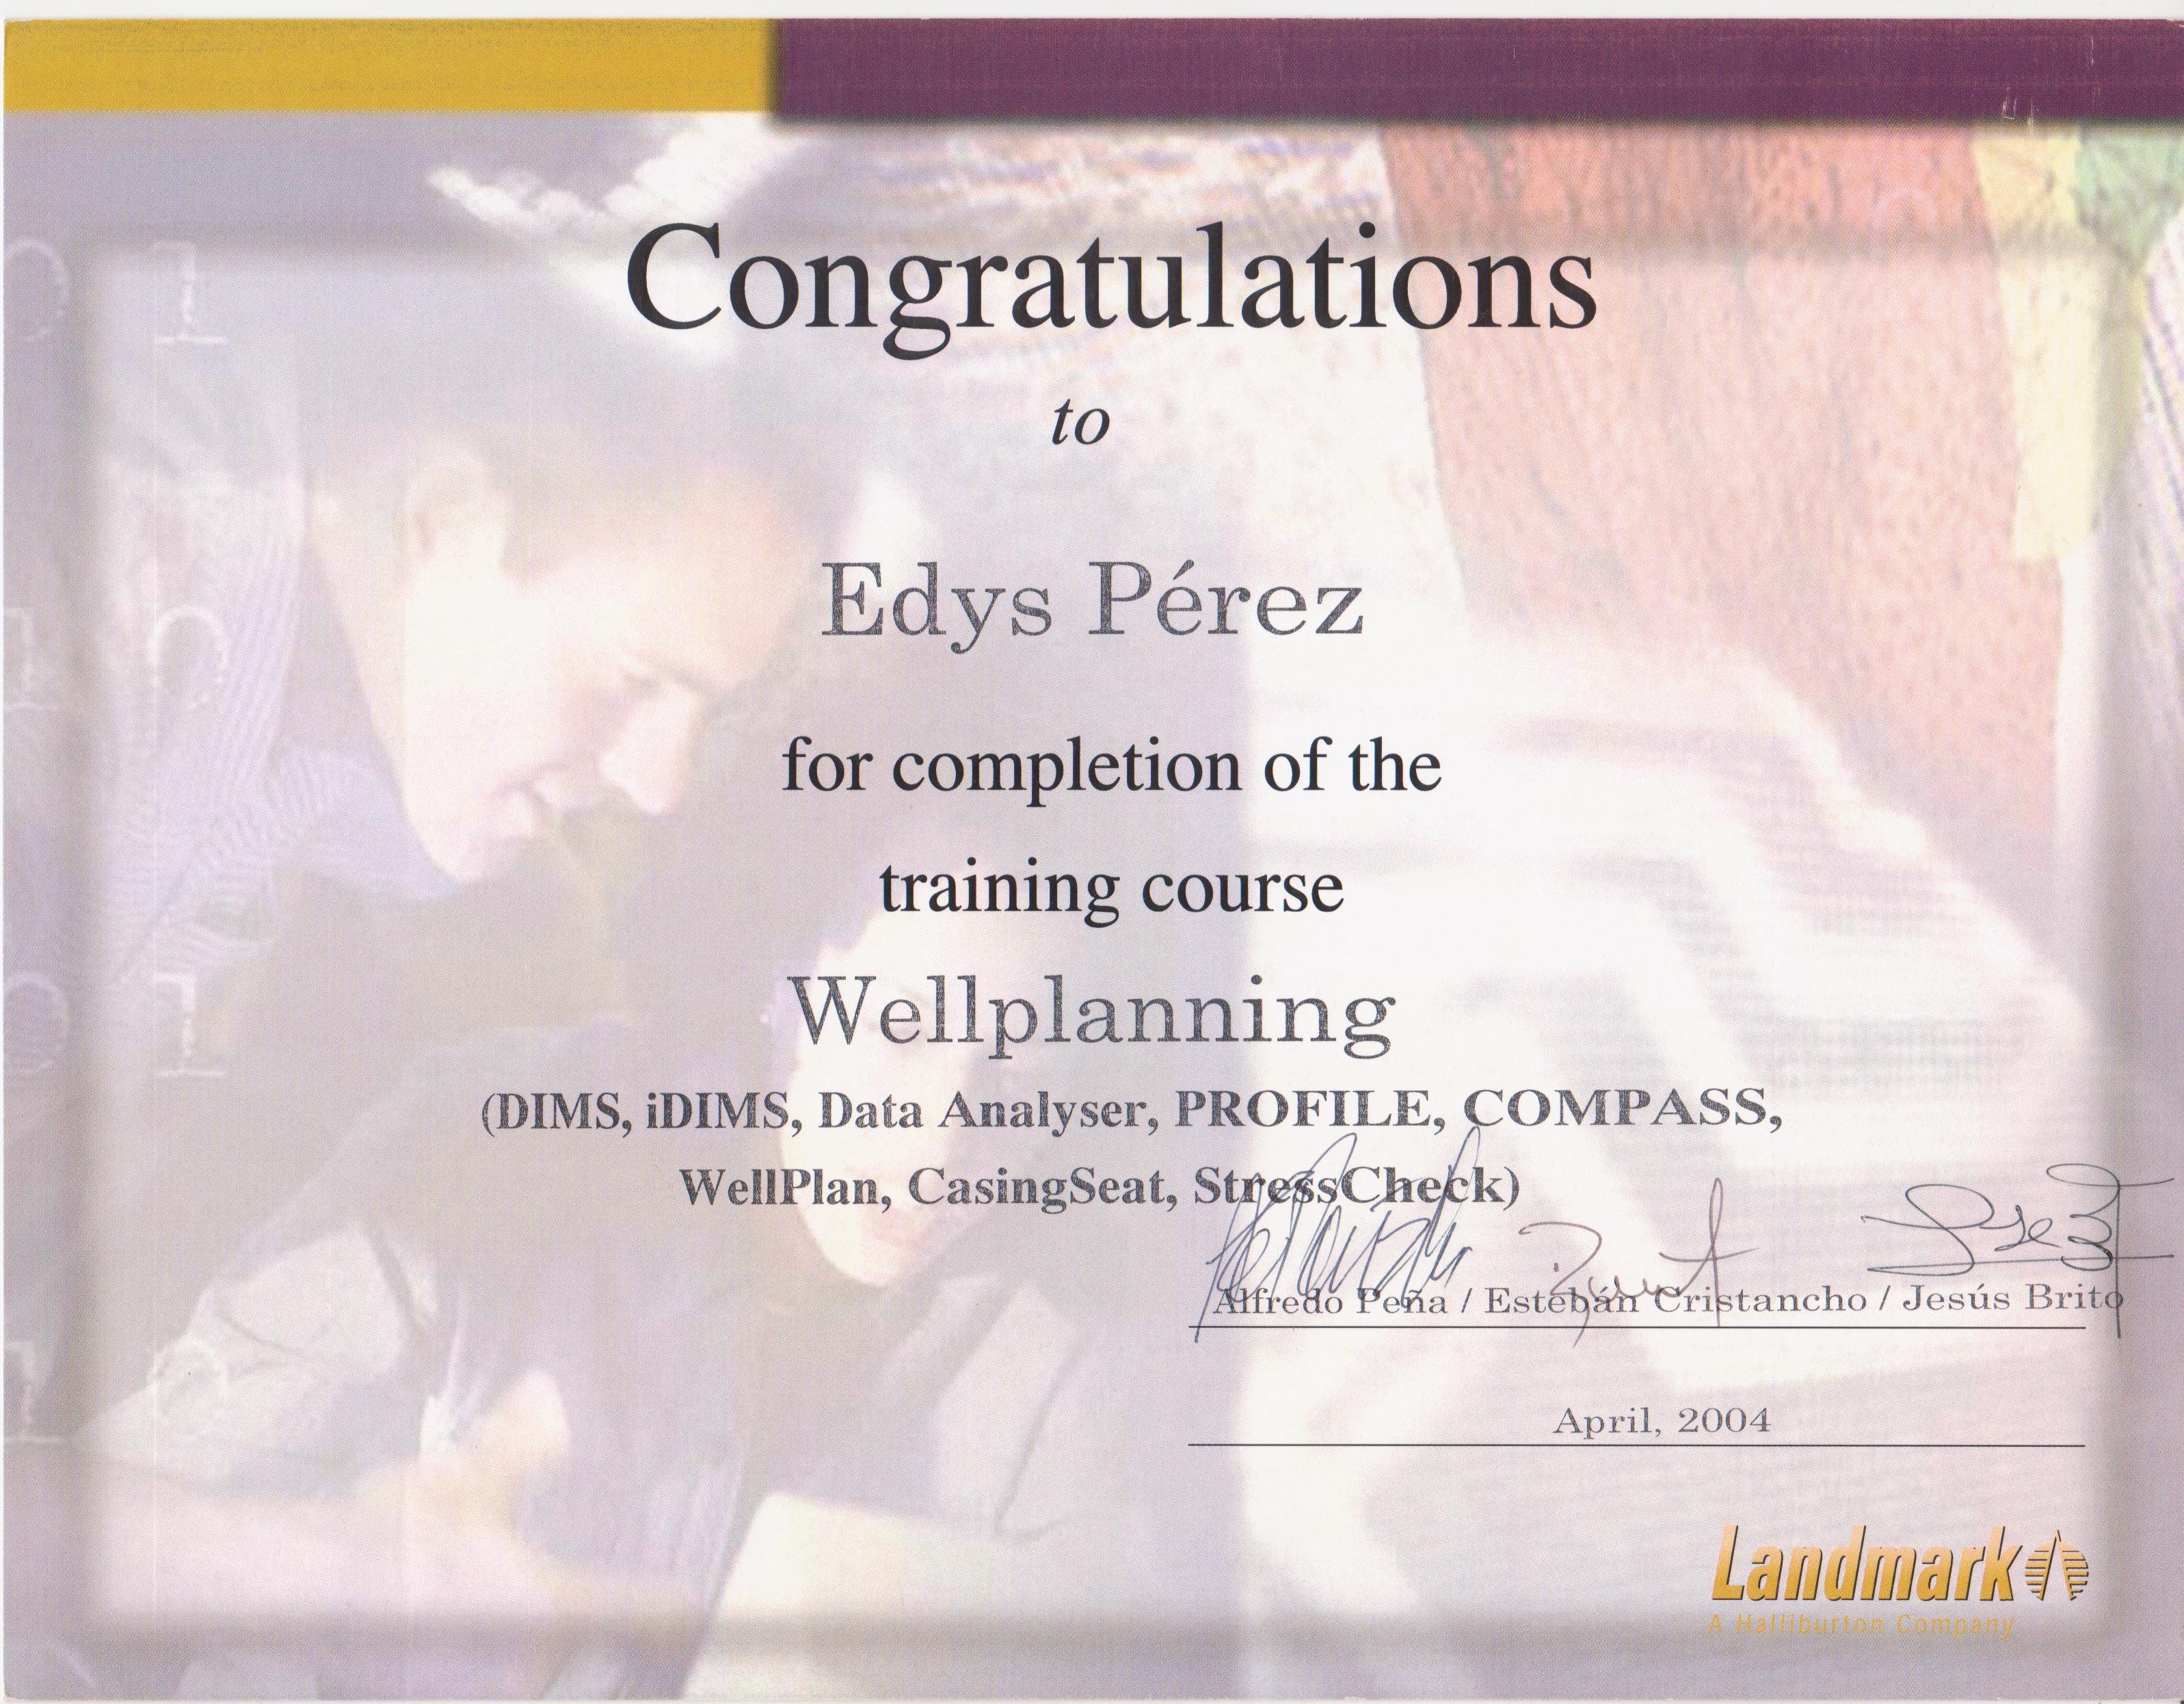 Congratulations
to
Edys Pérez
for completion of the
training course
Wellplanning
(DIMS, iDIMS, Data Analyser, PROFILE, COMPASS,
WellPlan, CasingSeat, StressCheck)
Alfredo Peña / Estebán Cristancho / Jesús Brito
April, 2004
Landmark
A Halliburton Company